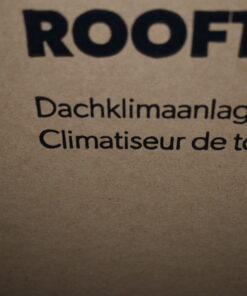 ROOFT
Dachklimaanlag
Climatiseur de to